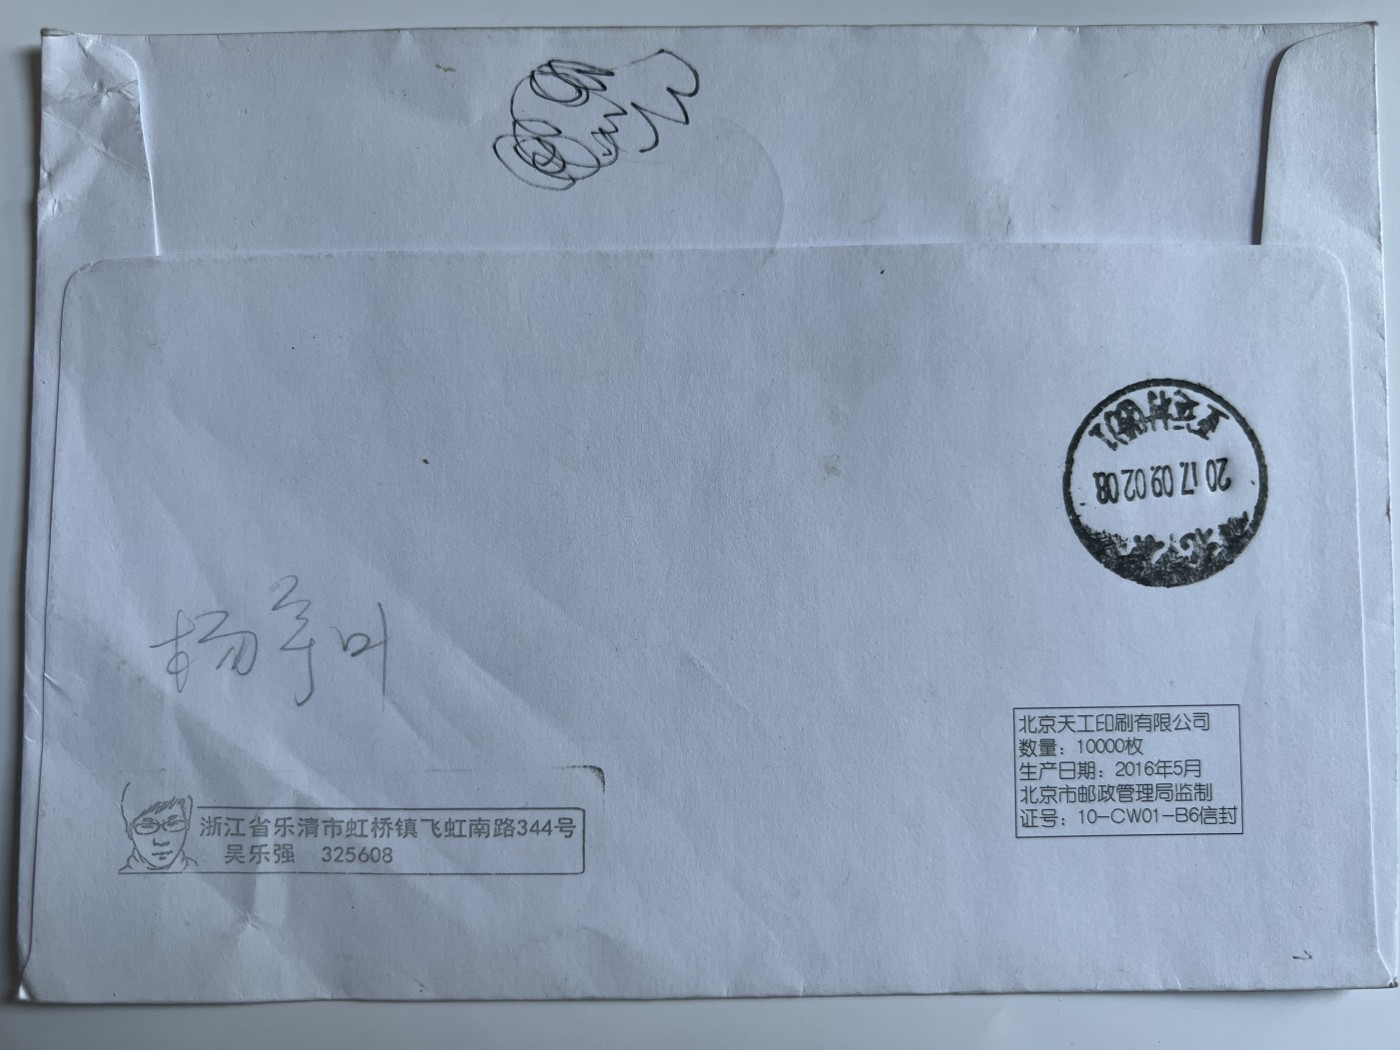 2017.09.02.08
北京
杨
浙江省乐清市虹桥镇飞虹南路344号
吴乐强 325608
北京天工印刷有限公司
数量：10000枚
生产日期：2016年5月
北京市邮政管理局监制
证号：10-CW01-B6信封